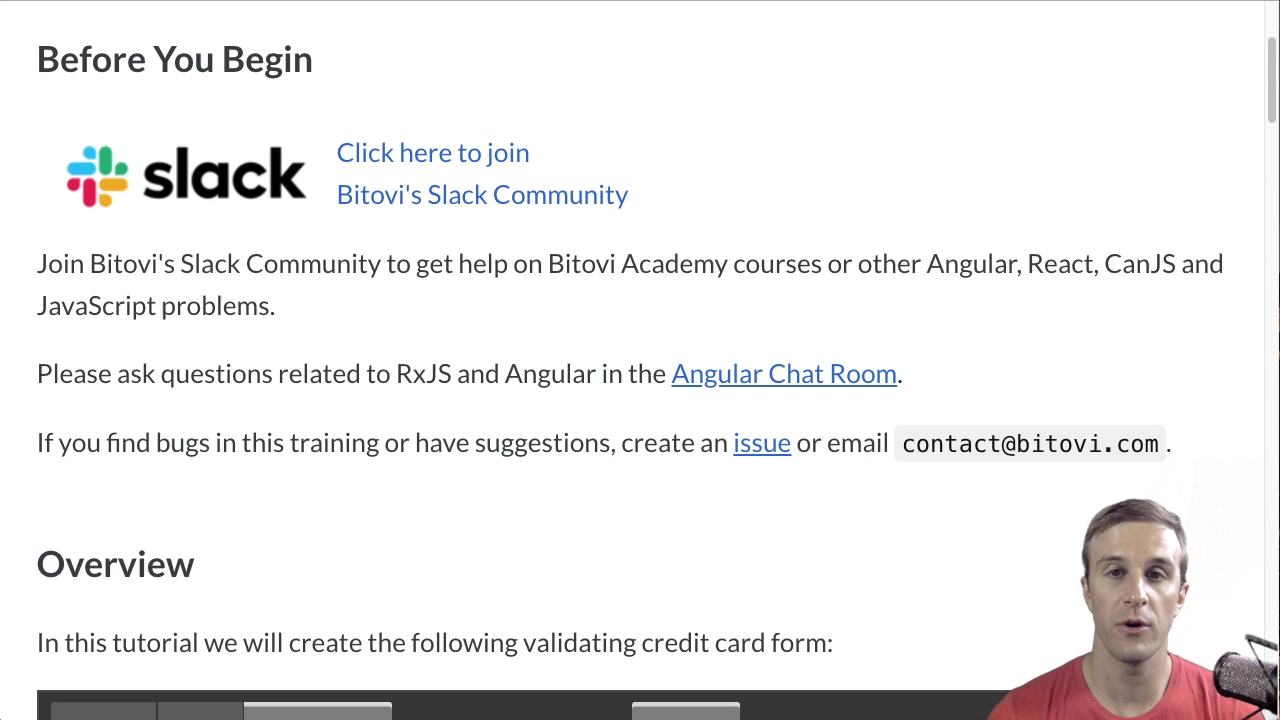 Before You Begin
slack
Click here to join
Bitovi's Slack Community
Join Bitovi's Slack Community to get help on Bitovi Academy courses or other Angular, React, CanJS and
JavaScript problems.
Please ask questions related to RxJS and Angular in the Angular Chat Room.
If you find bugs in this training or have suggestions, create an issue or email contact@bitovi.com.
Overview
In this tutorial we will create the following validating credit card form: